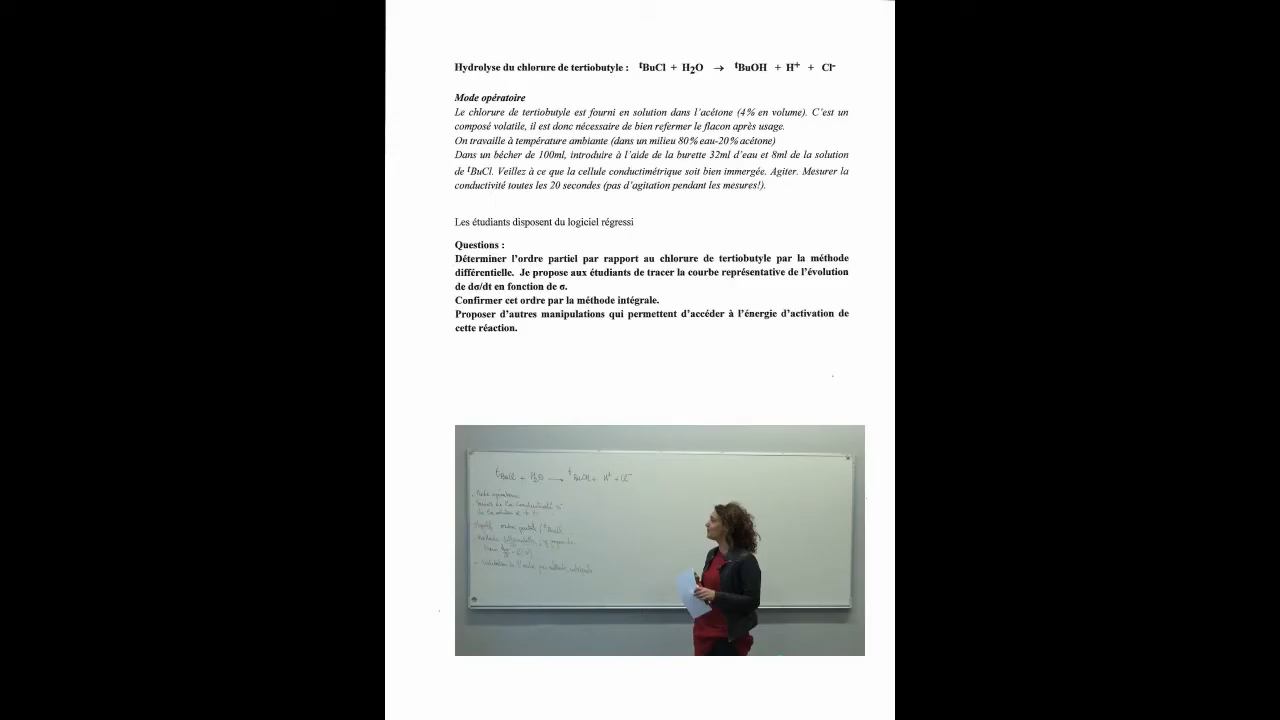 Hydrolyse du chlorure de tertiobutyle : ᵗBuCl + H₂O → ᵗBuOH + H⁺ + Cl⁻
Mode opératoire
Le chlorure de tertiobutyle est fourni en solution dans l’acétone (4% en volume). C’est un
composé volatile, il est donc nécessaire de bien refermer le flacon après usage.
On travaille à température ambiante (dans un milieu 80%eau-20%acétone)
Dans un bécher de 100ml, introduire à l’aide de la burette 32ml d’eau et 8ml de la solution
de ᵗBuCl. Veillez à ce que la cellule conductimétrique soit bien immergée. Agiter. Mesurer la
conductivité toutes les 20 secondes (pas d’agitation pendant les mesures!).
Les étudiants disposent du logiciel régressi
Questions :
Déterminer l’ordre partiel par rapport au chlorure de tertiobutyle par la méthode
différentielle. Je propose aux étudiants de tracer la courbe représentative de l’évolution
de dσ/dt en fonction de σ.
Confirmer cet ordre par la méthode intégrale.
Proposer d’autres manipulations qui permettent d’accéder à l’énergie d’activation de
cette réaction.
ᵗBuCl + H₂O → ᵗBuOH + H⁺ + Cl⁻